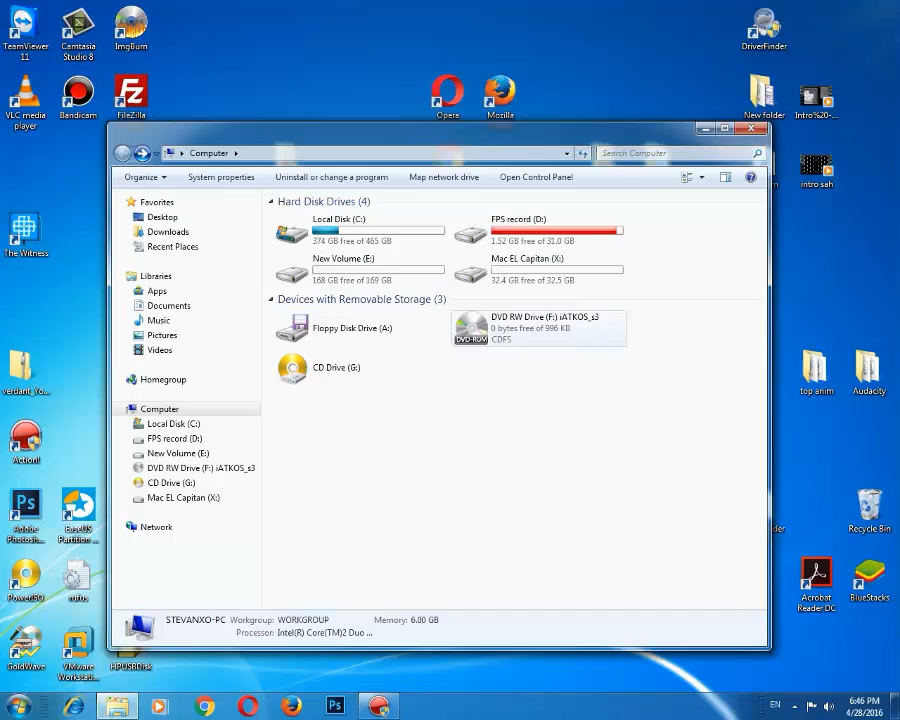 TeamViewer
11
Camtasia
Studio 8
ImgBurn
DriverFinder
VLC media
player
Bandicam
FZ
FileZilla
Opera
Mozilla
New folder
Intro%20-...
Computer
Search Computer
Organize
System properties
Uninstall or change a program
Map network drive
Open Control Panel
intro sah
Favorites
Desktop
Downloads
Recent Places
Hard Disk Drives (4)
Local Disk (C:)
374 GB free of 465 GB
FPS record (D:)
1.52 GB free of 31.0 GB
New Volume (E:)
168 GB free of 169 GB
Mac EL Capitan (X:)
32.4 GB free of 32.5 GB
The Witness
Libraries
Apps
Documents
Music
Pictures
Videos
Devices with Removable Storage (3)
Floppy Disk Drive (A:)
DVD RW Drive (F:) iATKOS_s3
0 bytes free of 996 KB
CDFS
DVD-ROM
CD Drive (G:)
Homegroup
verdant_Yo...
top anim
Audacity
Computer
Local Disk (C:)
FPS record (D:)
New Volume (E:)
DVD RW Drive (F:) iATKOS_s3
CD Drive (G:)
Mac EL Capitan (X:)
Action!
Network
Ps
Adobe
Photosh...
EaseUS
Partition ...
der
Recycle Bin
PowerISO
rufus
Acrobat
Reader DC
BlueStacks
STEVANXO-PC
Workgroup: WORKGROUP
Memory: 6.00 GB
Processor: Intel(R) Core(TM)2 Duo ...
GoldWave
VMware
Workstati...
HPUSBDisk
Ps
EN
6:46 PM
4/28/2016